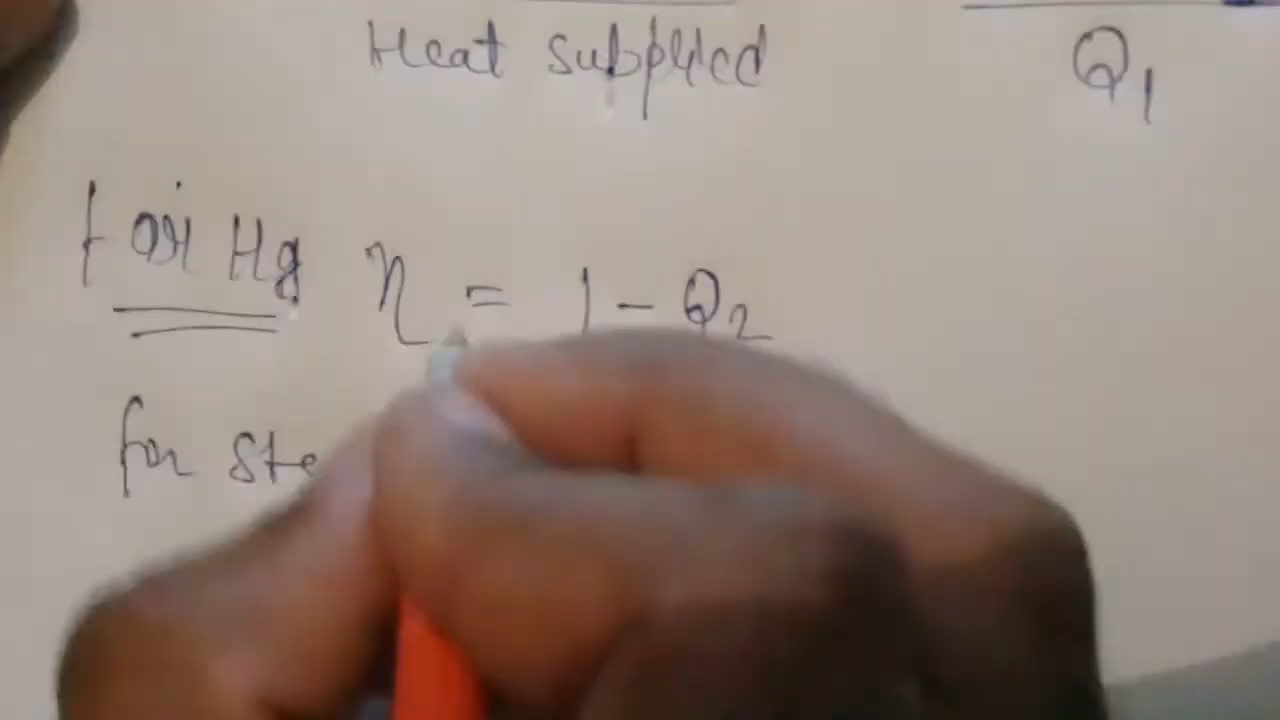 Heat supplied Q1
For Hg η = 1 - Q2
for ste